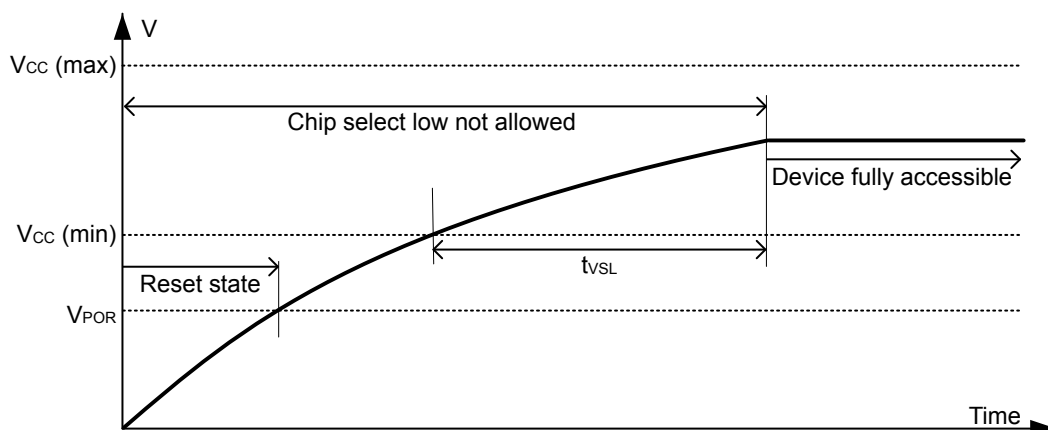 V
VCC (max)
Chip select low not allowed
Device fully accessible
VCC (min)
tVSL
Reset state
VPOR
Time